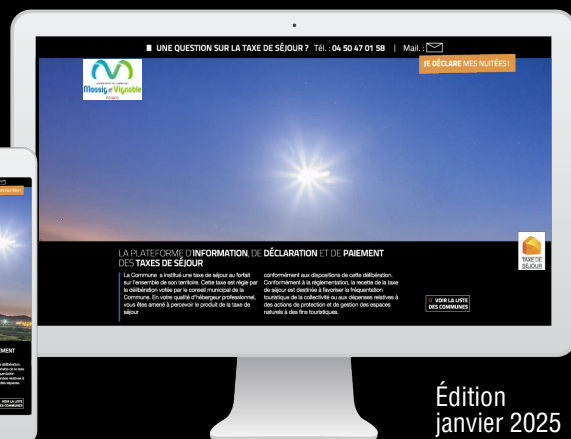 UNE QUESTION SUR LA TAXE DE SÉJOUR ? Tél. : 04 50 47 01 58 | Mail. :
JE DÉCLARE MES NUITÉES !
Mossig et Vignoble
LA PLATEFORME D'INFORMATION, DE DÉCLARATION ET DE PAIEMENT
DES TAXES DE SÉJOUR
La Commune a institué une taxe de séjour au forfait
sur l'ensemble de son territoire. Cette taxe est régie par
la délibération votée par le conseil municipal de la
Commune. En votre qualité d'hébergeur professionnel,
vous êtes amené à percevoir le produit de la taxe de
séjour
conformément aux dispositions de cette délibération.
Conformément à la réglementation, la recette de la taxe
de séjour est destinée à favoriser la fréquentation
touristique de la collectivité ou aux dépenses relatives à
des actions de protection et de gestion des espaces
naturels à des fins touristiques.
TAXE DE
SÉJOUR
VOIR LA LISTE
DES COMMUNES
Édition
janvier 2025